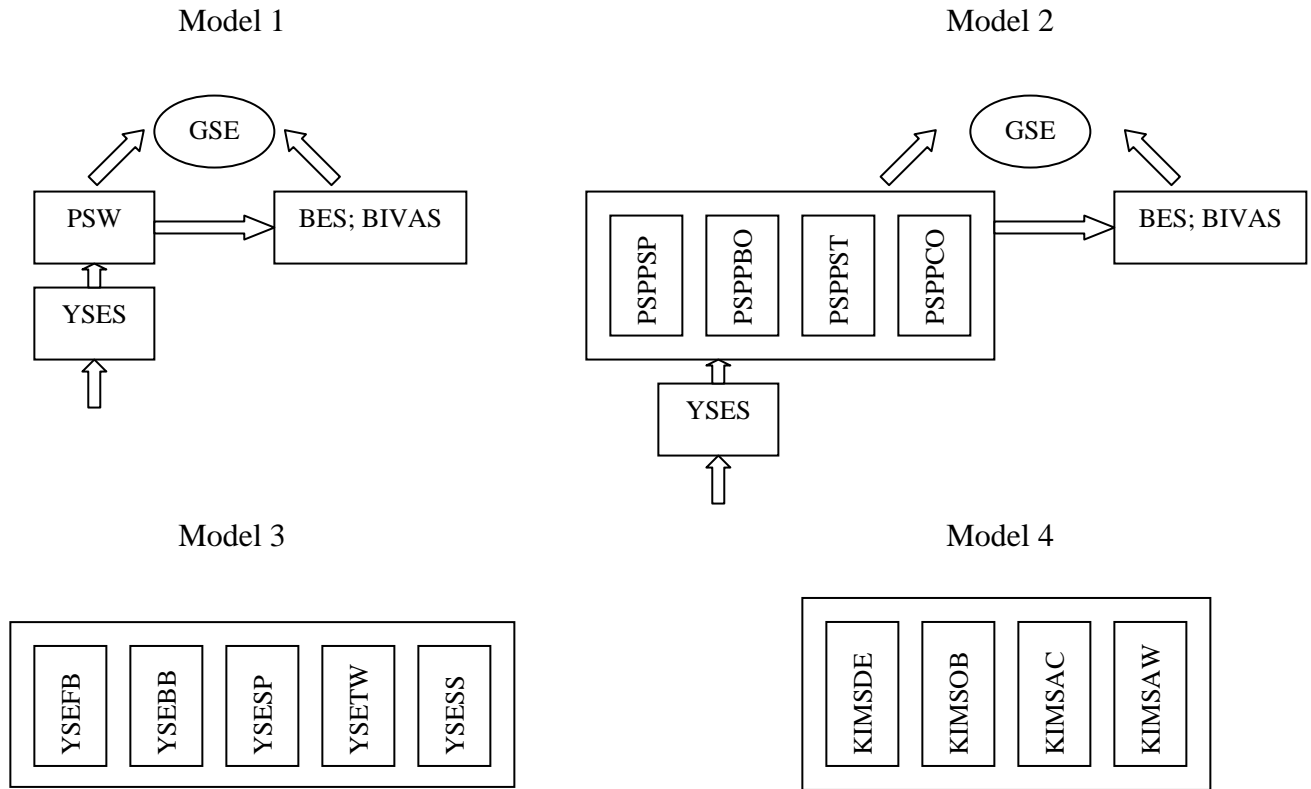 Model 1
GSE
PSW
BES; BIVAS
YSES
Model 2
GSE
PSPPSP
PSPPBO
PSPPST
PSPPCO
BES; BIVAS
YSES
Model 3
YSEFB
YSEBB
YSESP
YSETW
YSESS
Model 4
KIMSDE
KIMSOB
KIMSAC
KIMSAW